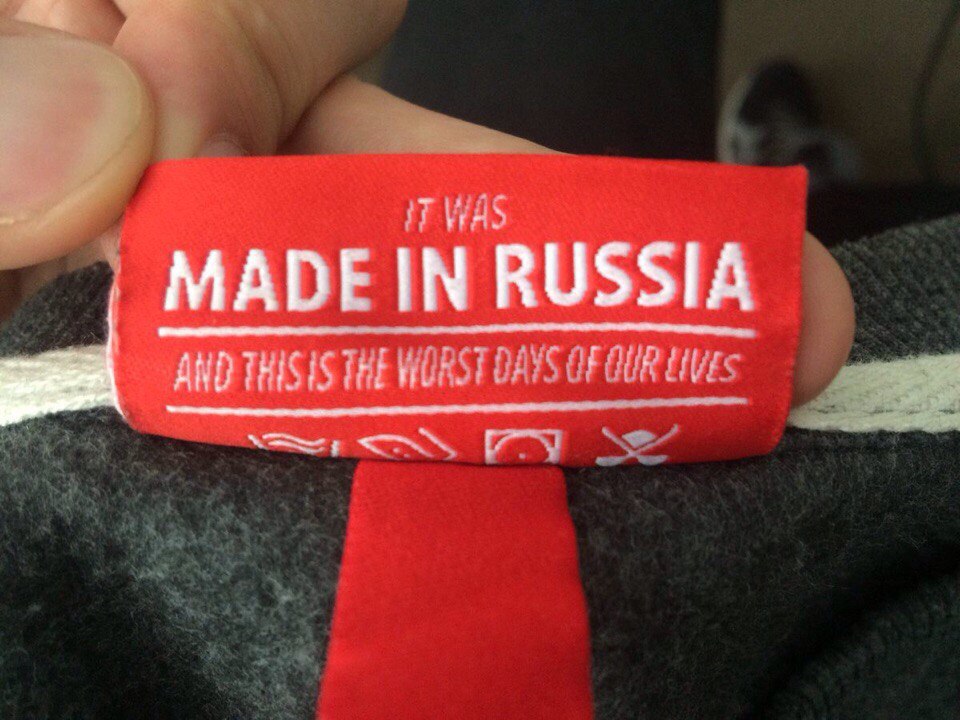 IT WAS
MADE IN RUSSIA
AND THIS IS THE WORST DAYS OF OUR LIVES